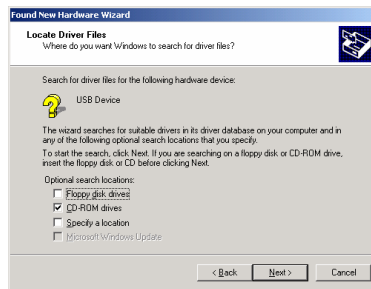 Found New Hardware Wizard
Locate Driver Files
Where do you want Windows to search for driver files?
Search for driver files for the following hardware device:
USB Device
The wizard searches for suitable drivers in its driver database on your computer and in
any of the following optional search locations that you specify.
To start the search, click Next. If you are searching on a floppy disk or CD-ROM drive,
insert the floppy disk or CD before clicking Next.
Optional search locations:
Floppy disk drives
CD-ROM drives
Specify a location
Microsoft Windows Update
< Back Next > Cancel